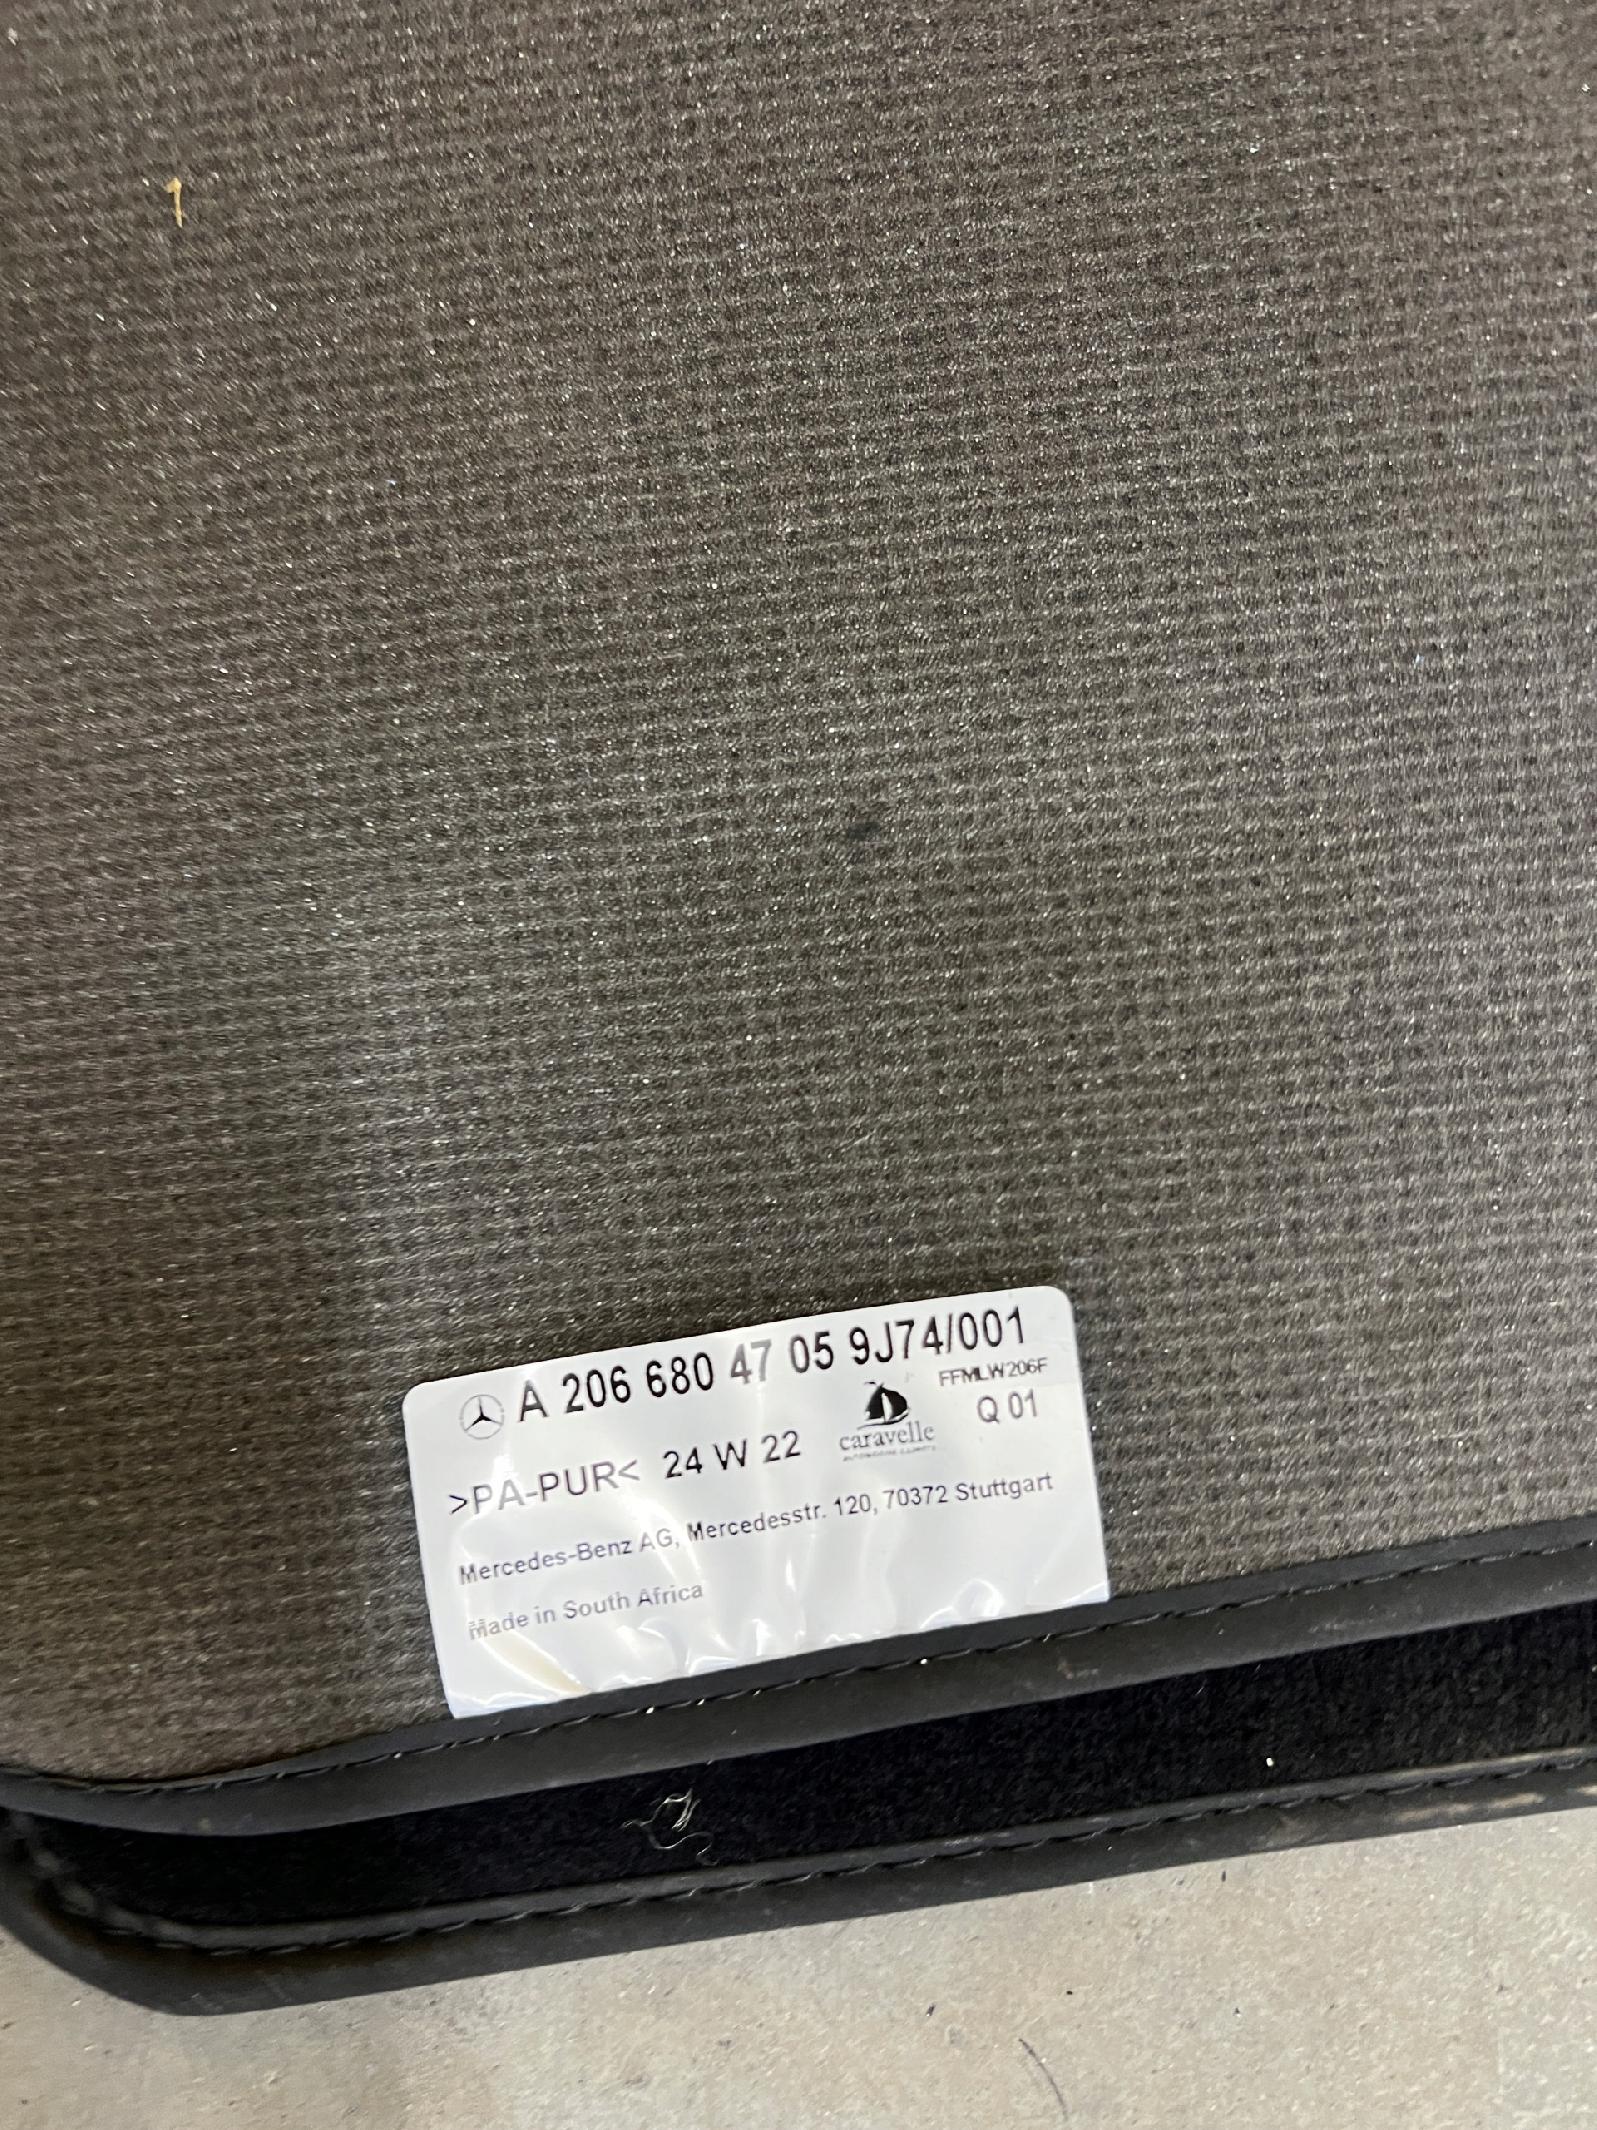 A 206 680 47 05 9J74/001
FFMLW206F
>PA-PUR< 24 W 22 caravelle Q 01
Mercedes-Benz AG, Mercedesstr. 120, 70372 Stuttgart
Made in South Africa